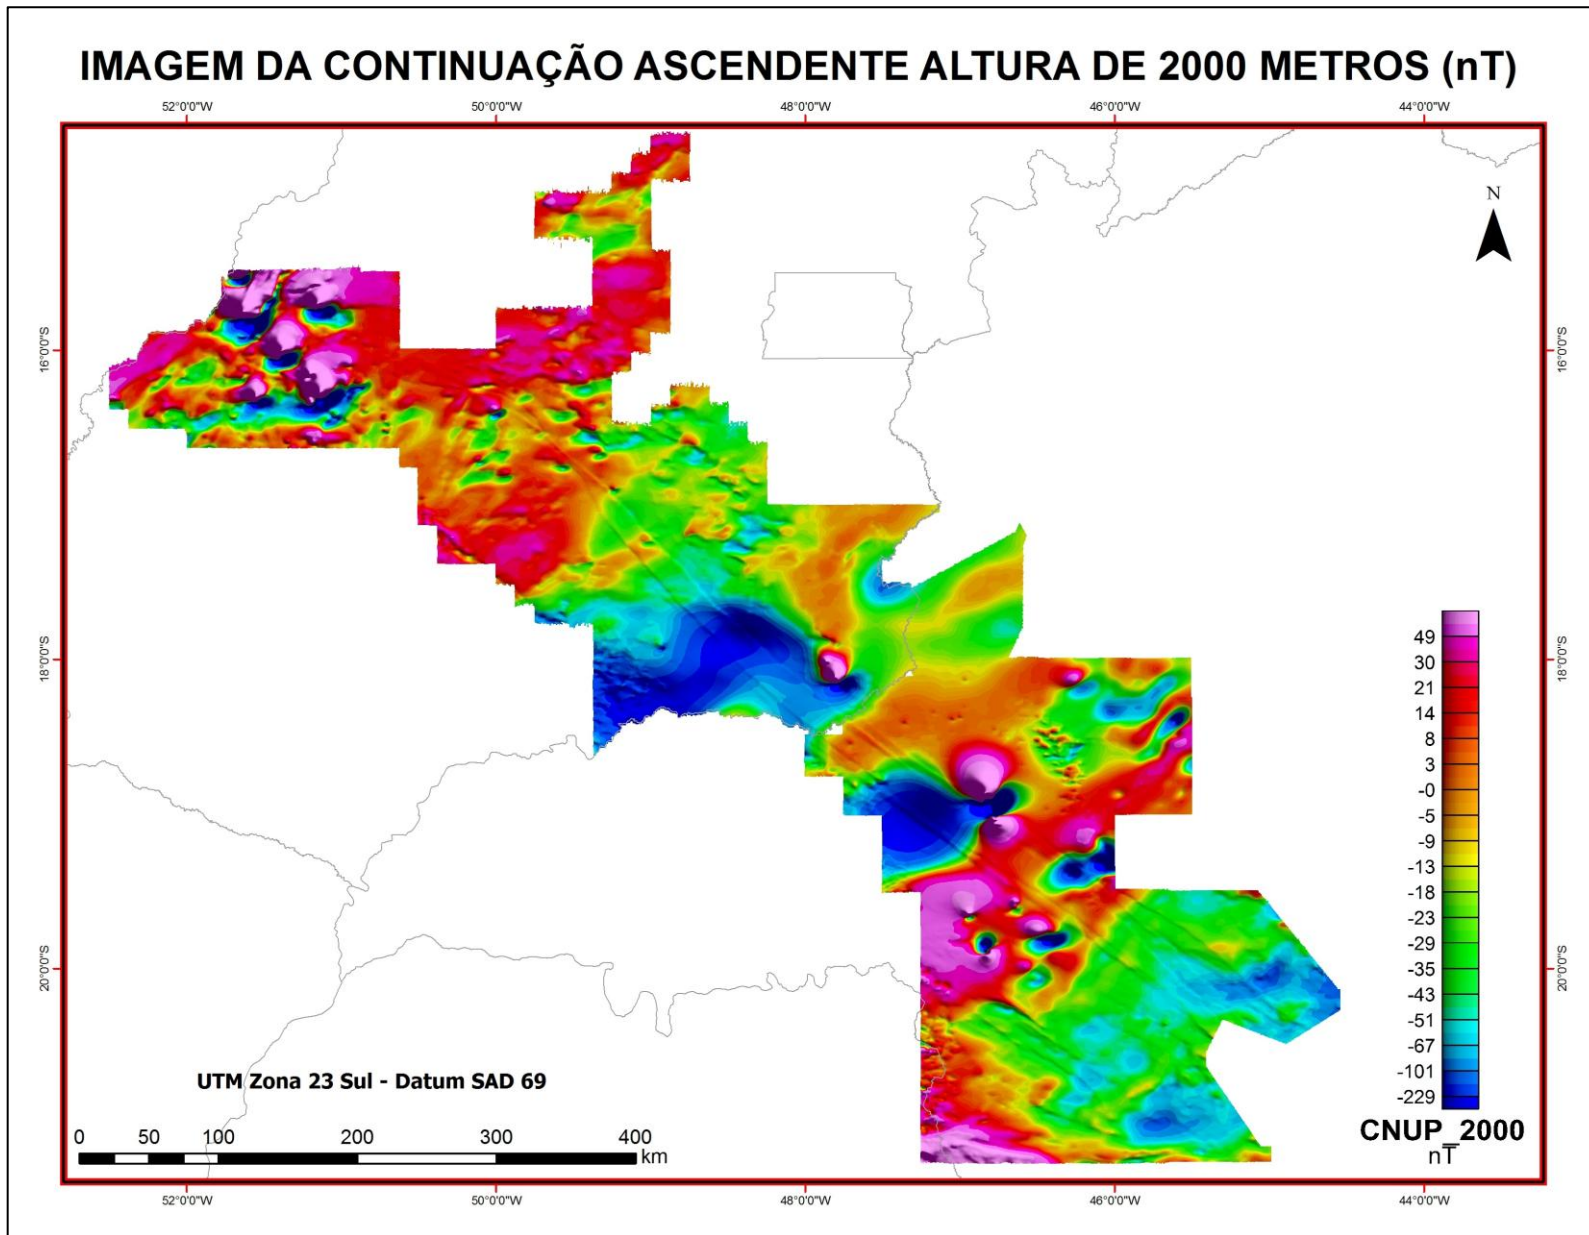 IMAGEM DA CONTINUAÇÃO ASCENDENTE ALTURA DE 2000 METROS (nT)
52°0'0"W 50°0'0"W 48°0'0"W 46°0'0"W 44°0'0"W
N
16°0'0"S 16°0'0"S
18°0'0"S 18°0'0"S
20°0'0"S 20°0'0"S
49
30
21
14
8
3
-0
-5
-9
-13
-18
-23
-29
-35
-43
-51
-67
-101
-229
CNUP_2000
nT
UTM Zona 23 Sul - Datum SAD 69
0 50 100 200 300 400
km
52°0'0"W 50°0'0"W 48°0'0"W 46°0'0"W 44°0'0"W